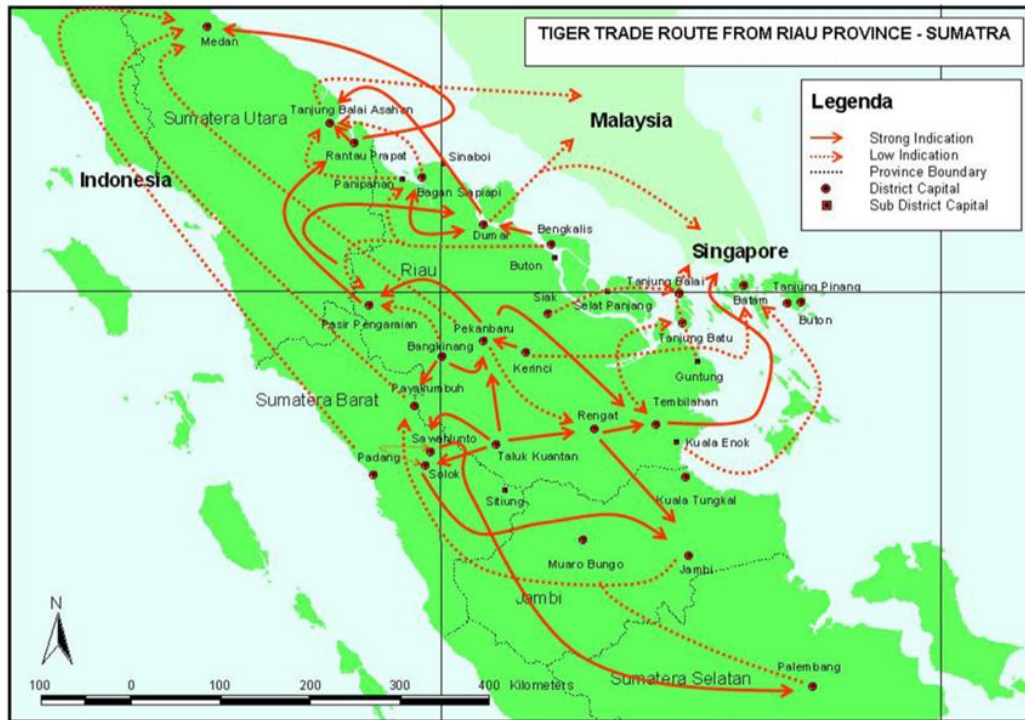 TIGER TRADE ROUTE FROM RIAU PROVINCE - SUMATRA
Legenda
Strong Indication
Low Indication
Province Boundary
District Capital
Sub District Capital
Medan
Tanjung Balai Asahan
Sumatera Utara
Malaysia
Rantau Prapat
Sinaboi
Indonesia
Panipahan
Bagan Siapiapi
Dumai
Bengkalis
Singapore
Buton
Riau
Tanjung Balai
Tanjung Pinang
Siak
Selat Panjang
Batam
Pasir Pengaraian
Pekanbaru
Buton
Tanjung Batu
Bangkinang
Kerinci
Guntung
Payakumbuh
Sumatera Barat
Tembilahan
Rengat
Sawahlunto
Kuala Enok
Padang
Taluk Kuantan
Solok
Sitiung
Kuala Tungkal
Muaro Bungo
Jambi
Jambi
N
Palembang
Sumatera Selatan
100 0 100 200 300 400 Kilometers